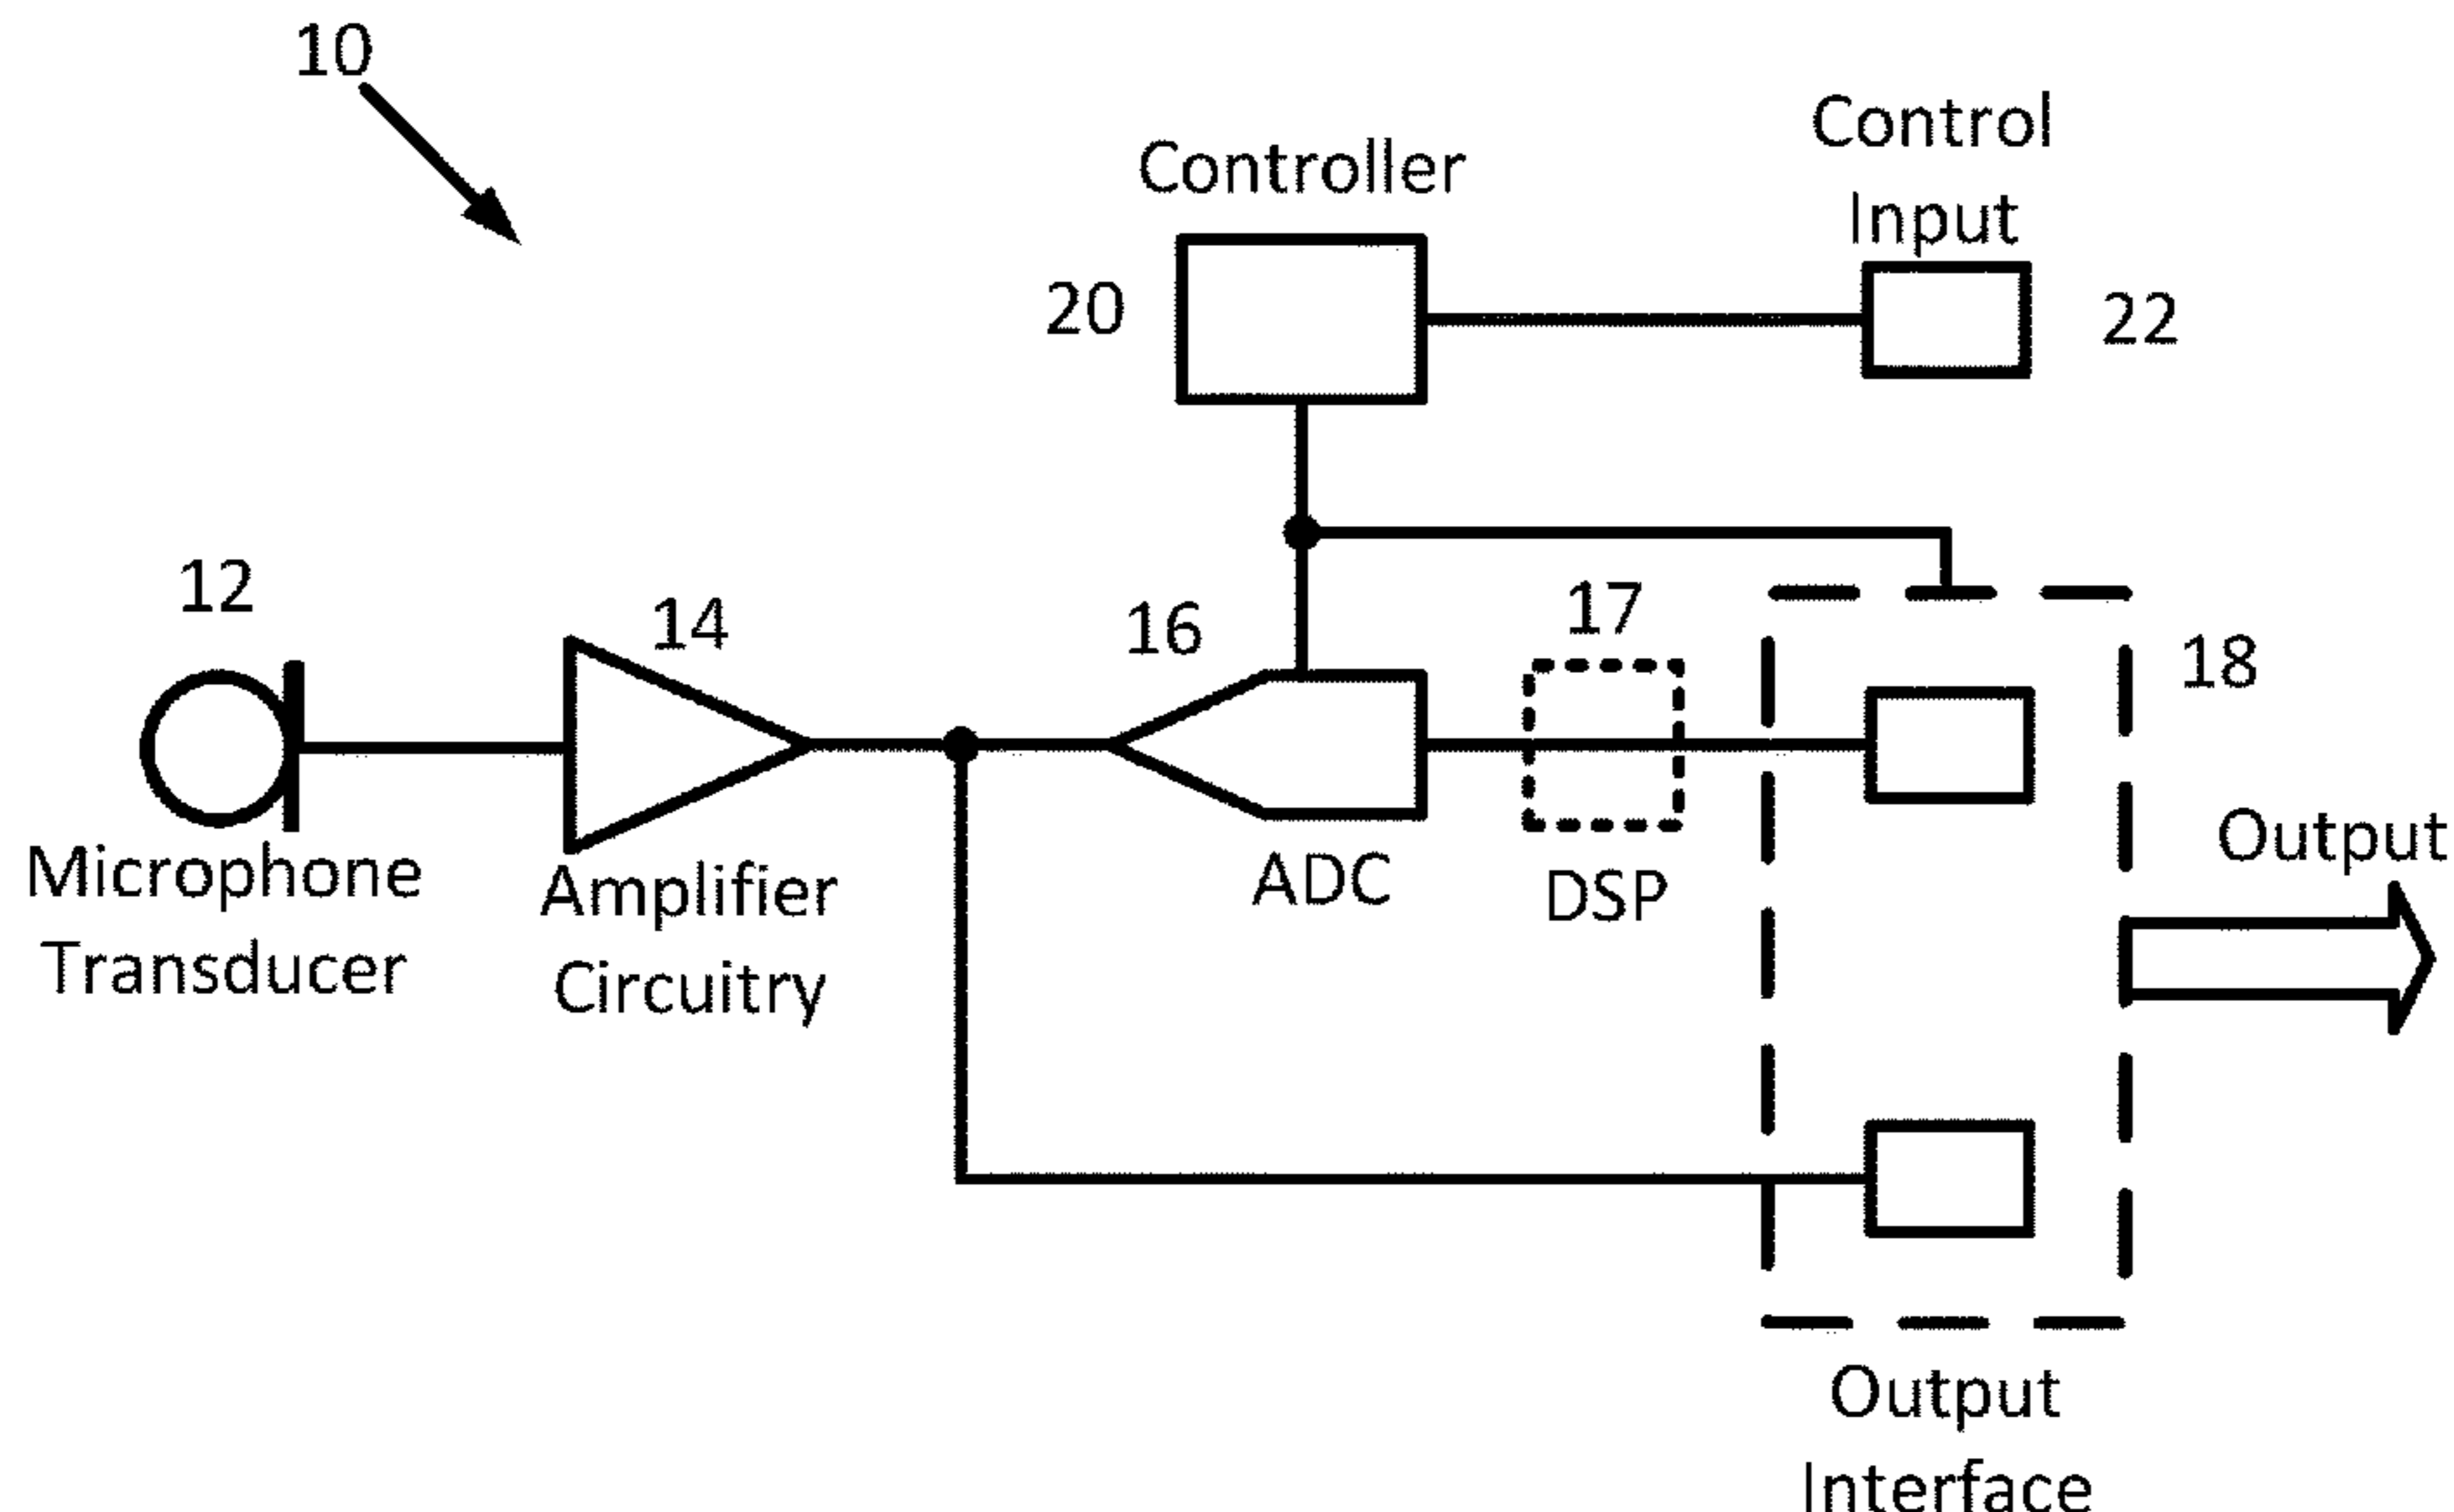 10
Controller
Control
Input
20
22
12
14
16
17
18
Microphone
Transducer
Amplifier
Circuitry
ADC
DSP
Output
Output
Interface